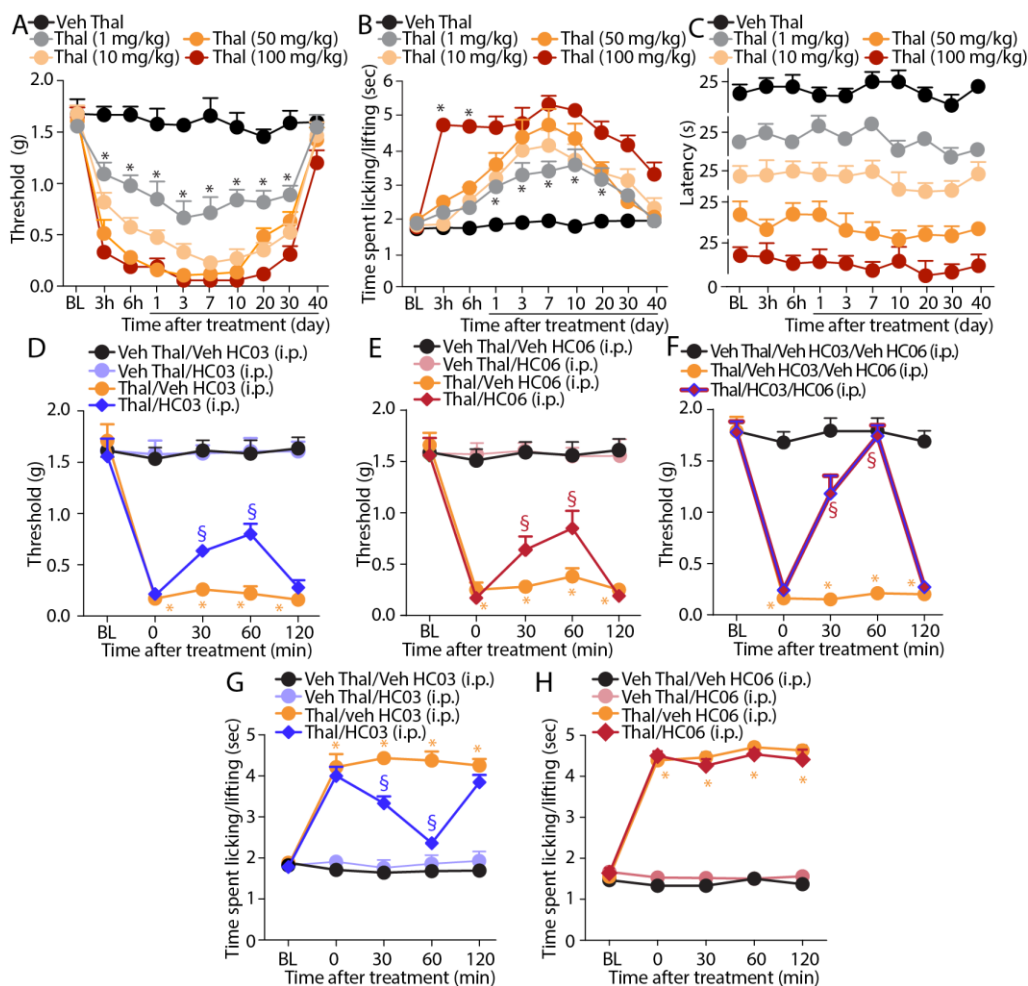 A
Veh Thal
Thal (1 mg/kg) Thal (50 mg/kg)
Thal (10 mg/kg) Thal (100 mg/kg)
Threshold (g)
2.0
1.5
1.0
0.5
0.0
* * * * * * * *
BL 3h 6h 1 3 7 10 20 30 40
Time after treatment (day)
B
Veh Thal
Thal (1 mg/kg) Thal (50 mg/kg)
Thal (10 mg/kg) Thal (100 mg/kg)
Time spent licking/lifting (sec)
6
5
4
3
2
1
0
* *
* * * * *
BL 3h 6h 1 3 7 10 20 30 40
Time after treatment (day)
C
Veh Thal
Thal (1 mg/kg) Thal (50 mg/kg)
Thal (10 mg/kg) Thal (100 mg/kg)
Latency (s)
25
25
25
25
25
BL 3h 6h 1 3 7 10 20 30 40
Time after treatment (day)
D
Veh Thal/Veh HC03 (i.p.)
Veh Thal/HC03 (i.p.)
Thal/Veh HC03 (i.p.)
Thal/HC03 (i.p.)
Threshold (g)
2.0
1.5
1.0
0.5
0.0
§ §
* * * *
BL 0 30 60 120
Time after treatment (min)
E
Veh Thal/Veh HC06 (i.p.)
Veh Thal/HC06 (i.p.)
Thal/Veh HC06 (i.p.)
Thal/HC06 (i.p.)
Threshold (g)
2.0
1.5
1.0
0.5
0.0
§ §
* * * *
BL 0 30 60 120
Time after treatment (min)
F
Veh Thal/Veh HC03/Veh HC06 (i.p.)
Thal/Veh HC03/Veh HC06 (i.p.)
Thal/HC03/HC06 (i.p.)
Threshold (g)
2.0
1.5
1.0
0.5
0.0
§ §
* * * *
BL 0 30 60 120
Time after treatment (min)
G
Veh Thal/Veh HC03 (i.p.)
Veh Thal/HC03 (i.p.)
Thal/veh HC03 (i.p.)
Thal/HC03 (i.p.)
Time spent licking/lifting (sec)
5
4
3
2
1
0
* * * *
§ §
BL 0 30 60 120
Time after treatment (min)
H
Veh Thal/Veh HC06 (i.p.)
Veh Thal/HC06 (i.p.)
Thal/veh HC06 (i.p.)
Thal/HC06 (i.p.)
Time spent licking/lifting (sec)
5
4
3
2
1
0
* * * *
BL 0 30 60 120
Time after treatment (min)